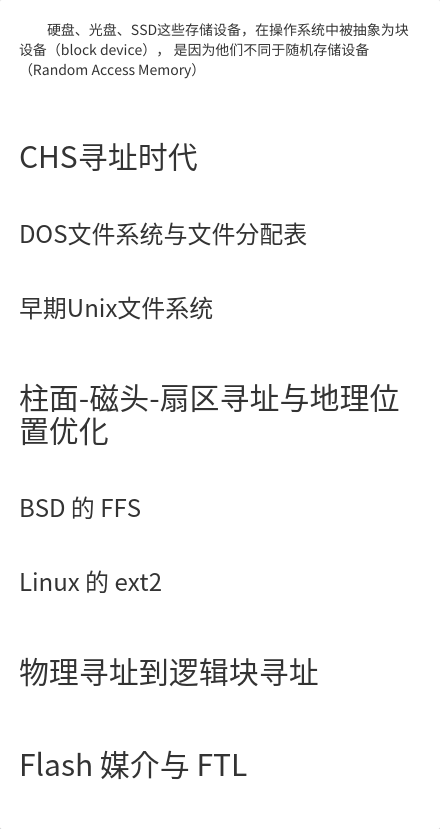 硬盘、光盘、SSD这些存储设备，在操作系统中被抽象为块
设备（block device）， 是因为他们不同于随机存储设备
（Random Access Memory）
CHS寻址时代
DOS文件系统与文件分配表
早期Unix文件系统
柱面-磁头-扇区寻址与地理位
置优化
BSD 的 FFS
Linux 的 ext2
物理寻址到逻辑块寻址
Flash 媒介与 FTL